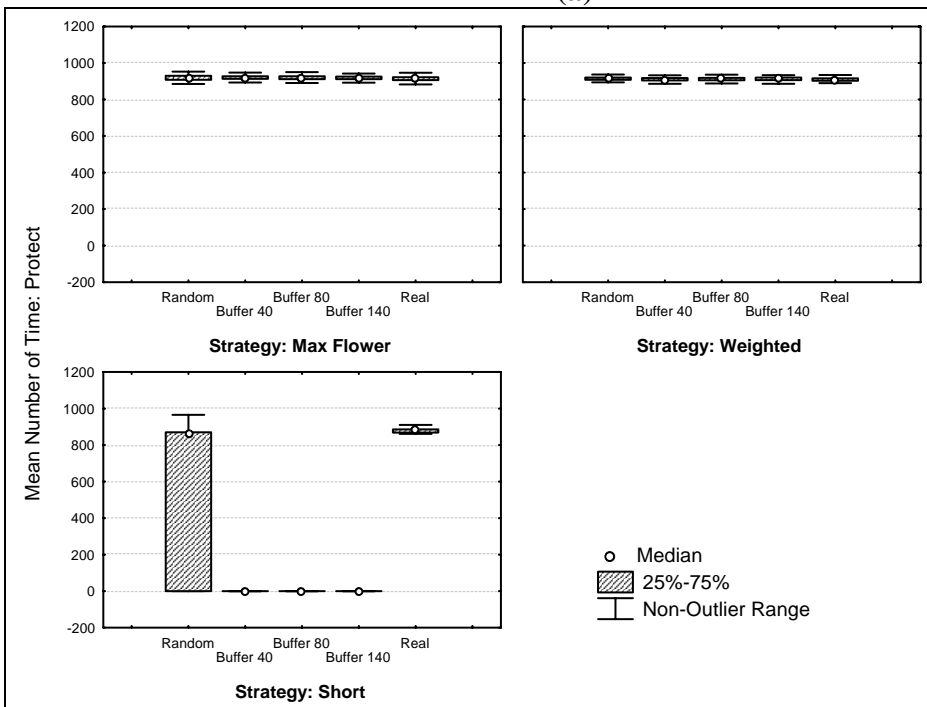 Mean Number of Time: Protect
1200
1000
800
600
400
200
0
-200
Random Buffer 80 Real
Buffer 40 Buffer 140
Strategy: Max Flower
Random Buffer 80 Real
Buffer 40 Buffer 140
Strategy: Weighted
1200
1000
800
600
400
200
0
-200
Random Buffer 80 Real
Buffer 40 Buffer 140
Strategy: Short
Median
25%-75%
Non-Outlier Range